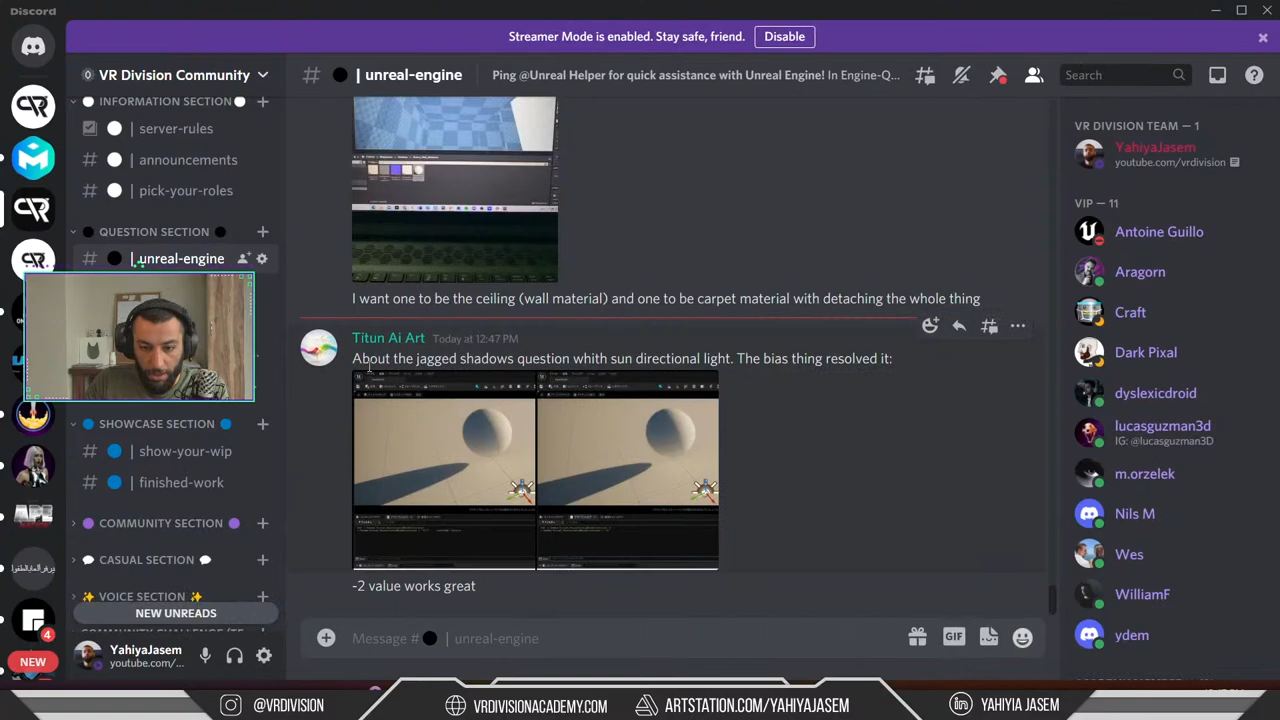 Discord
Streamer Mode is enabled. Stay safe, friend.
Disable
VR Division Community
| unreal-engine
Ping @Unreal Helper for quick assistance with Unreal Engine! In Engine-Q...
Search
INFORMATION SECTION
| server-rules
| announcements
| pick-your-roles
QUESTION SECTION
| unreal-engine
SHOWCASE SECTION
| show-your-wip
| finished-work
COMMUNITY SECTION
CASUAL SECTION
VOICE SECTION
NEW UNREADS
YahiyaJasem
youtube.com/...
4
NEW
I want one to be the ceiling (wall material) and one to be carpet material with detaching the whole thing
Titun Ai Art Today at 12:47 PM
About the jagged shadows question whith sun directional light. The bias thing resolved it:
-2 value works great
Message # | unreal-engine
GIF
VR DIVISION TEAM — 1
YahiyaJasem
youtube.com/vrdivision
VIP — 11
Antoine Guillo
Aragorn
Craft
Dark Pixal
dyslexicdroid
lucasguzman3d
IG: @lucasguzman3D
m.orzelek
Nils M
Wes
WilliamF
ydem
@VRDIVISION
VRDIVISIONACADEMY.COM
ARTSTATION.COM/YAHIYAJASEM
YAHIYIA JASEM